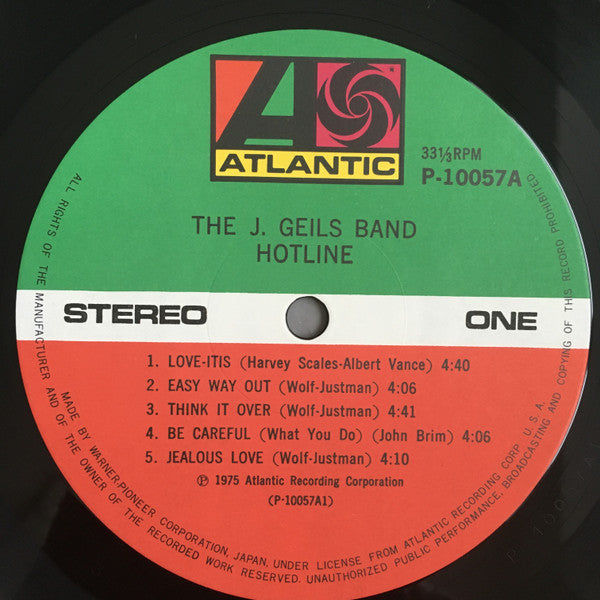 ATLANTIC
33⅓RPM
P-10057A
THE J. GEILS BAND
HOTLINE
STEREO
ONE
1. LOVE-ITIS (Harvey Scales-Albert Vance) 4:40
2. EASY WAY OUT (Wolf-Justman) 4:06
3. THINK IT OVER (Wolf-Justman) 4:41
4. BE CAREFUL (What You Do) (John Brim) 4:06
5. JEALOUS LOVE (Wolf-Justman) 4:10
℗ 1975 Atlantic Recording Corporation
(P-10057A1)
MADE BY WARNER-PIONEER CORPORATION, JAPAN, UNDER LICENSE FROM ATLANTIC RECORDING CORP., U.S.A.
ALL RIGHTS OF THE MANUFACTURER AND OF THE OWNER OF THE RECORDED WORK RESERVED. UNAUTHORIZED PUBLIC PERFORMANCE, BROADCASTING AND COPYING OF THIS RECORD PROHIBITED.